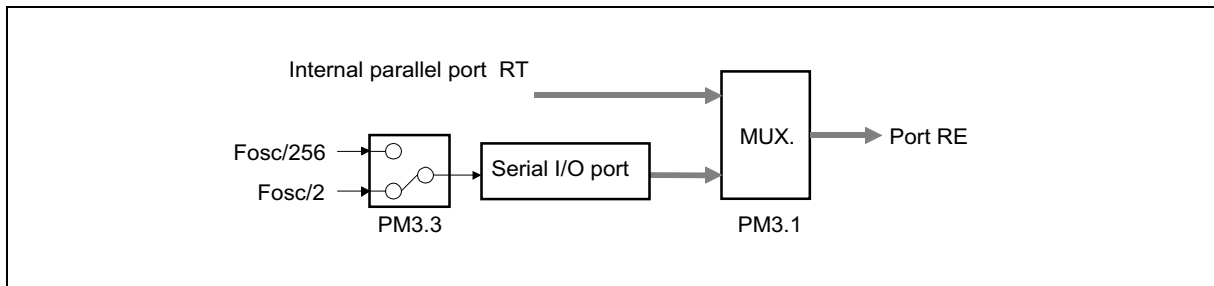 Internal parallel port RT
Fosc/256
Fosc/2
PM3.3
Serial I/O port
MUX.
PM3.1
Port RE